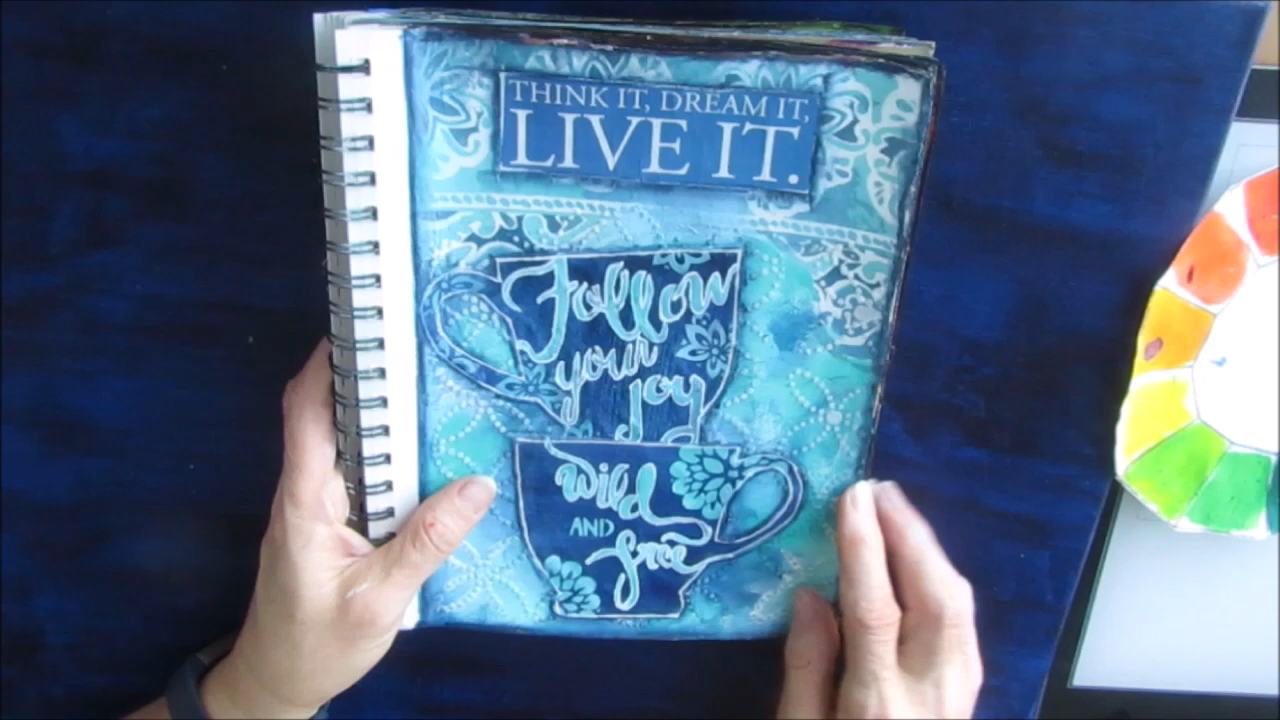 THINK IT, DREAM IT,
LIVE IT.
Follow
your
joy
wild
AND
free